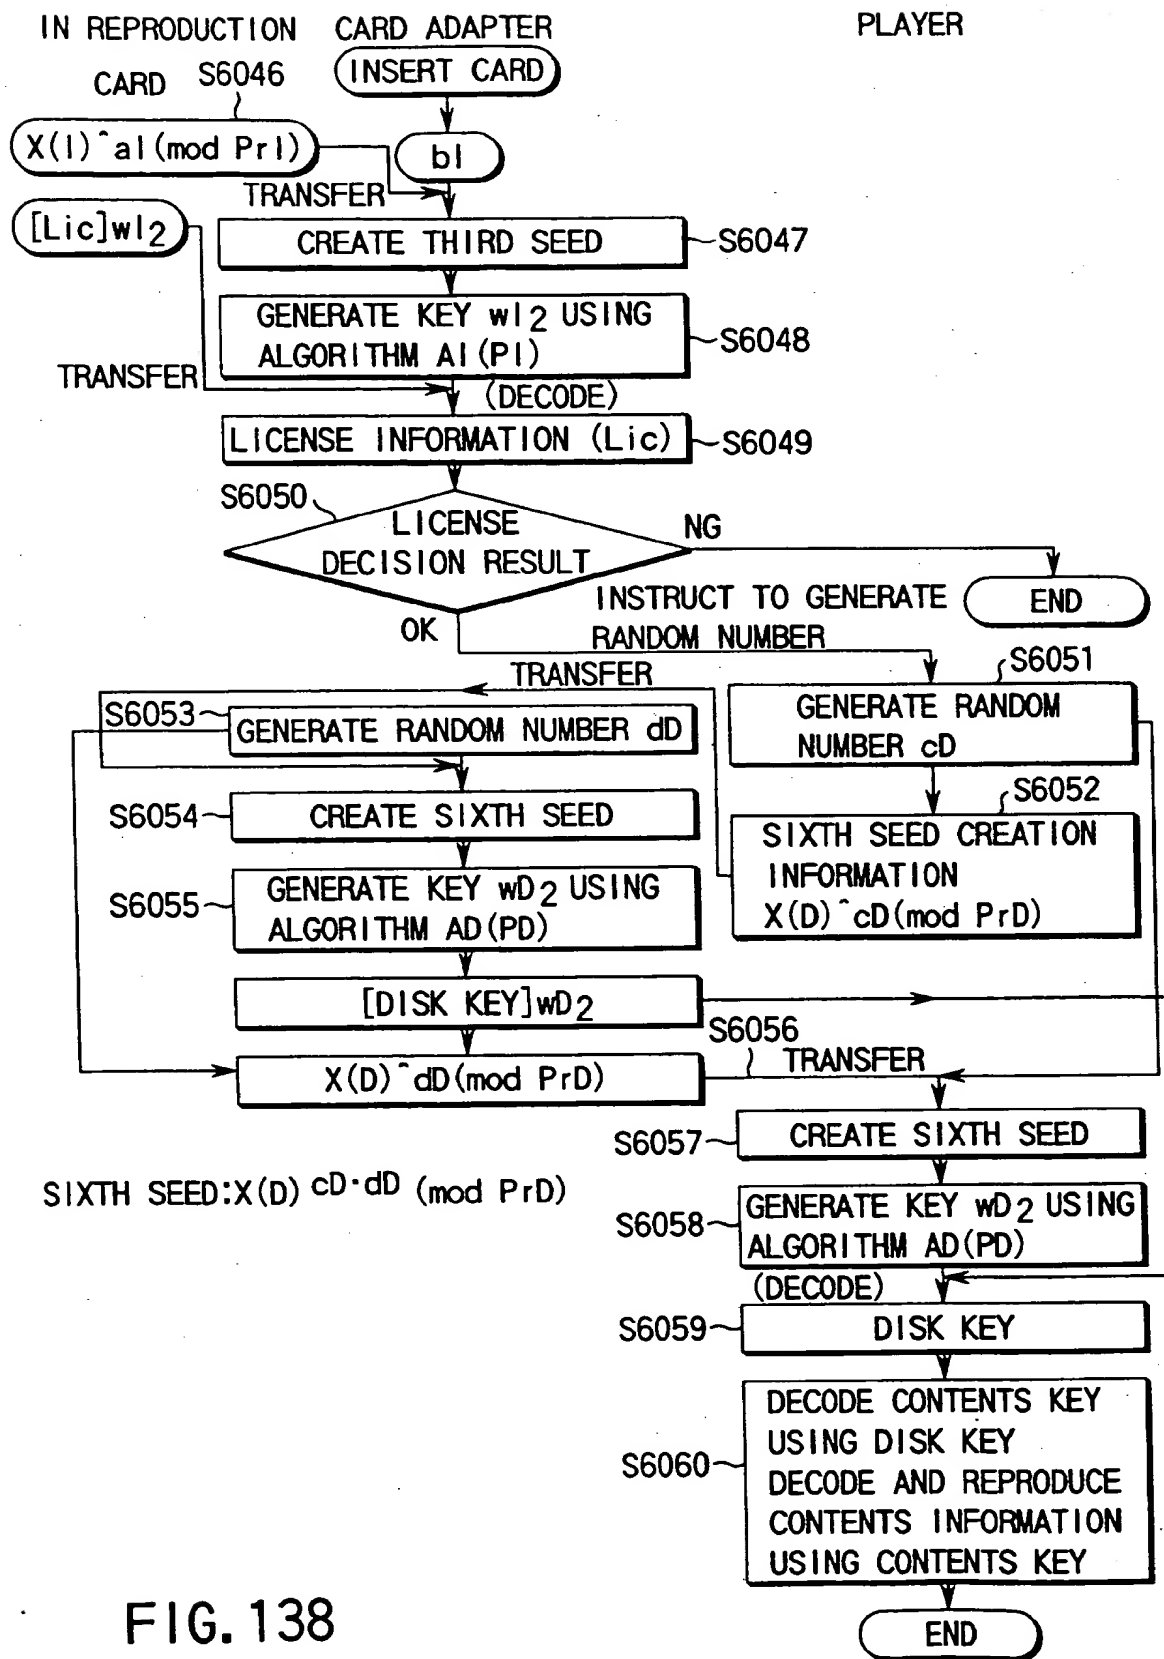 IN REPRODUCTION
CARD ADAPTER
PLAYER
CARD
S6046
INSERT CARD
X(I)^aI(mod PrI)
bI
TRANSFER
[Lic]wI2
CREATE THIRD SEED
S6047
GENERATE KEY wI2 USING
ALGORITHM AI(PI)
S6048
TRANSFER
(DECODE)
LICENSE INFORMATION (Lic)
S6049
S6050
LICENSE
DECISION RESULT
NG
END
OK
INSTRUCT TO GENERATE
RANDOM NUMBER
TRANSFER
S6051
GENERATE RANDOM
NUMBER cD
S6053
GENERATE RANDOM NUMBER dD
S6052
SIXTH SEED CREATION
INFORMATION
X(D)^cD(mod PrD)
S6054
CREATE SIXTH SEED
S6055
GENERATE KEY wD2 USING
ALGORITHM AD(PD)
[DISK KEY]wD2
S6056
X(D)^dD(mod PrD)
TRANSFER
S6057
CREATE SIXTH SEED
SIXTH SEED:X(D) cD·dD (mod PrD)
S6058
GENERATE KEY wD2 USING
ALGORITHM AD(PD)
(DECODE)
S6059
DISK KEY
S6060
DECODE CONTENTS KEY
USING DISK KEY
DECODE AND REPRODUCE
CONTENTS INFORMATION
USING CONTENTS KEY
END
FIG.138